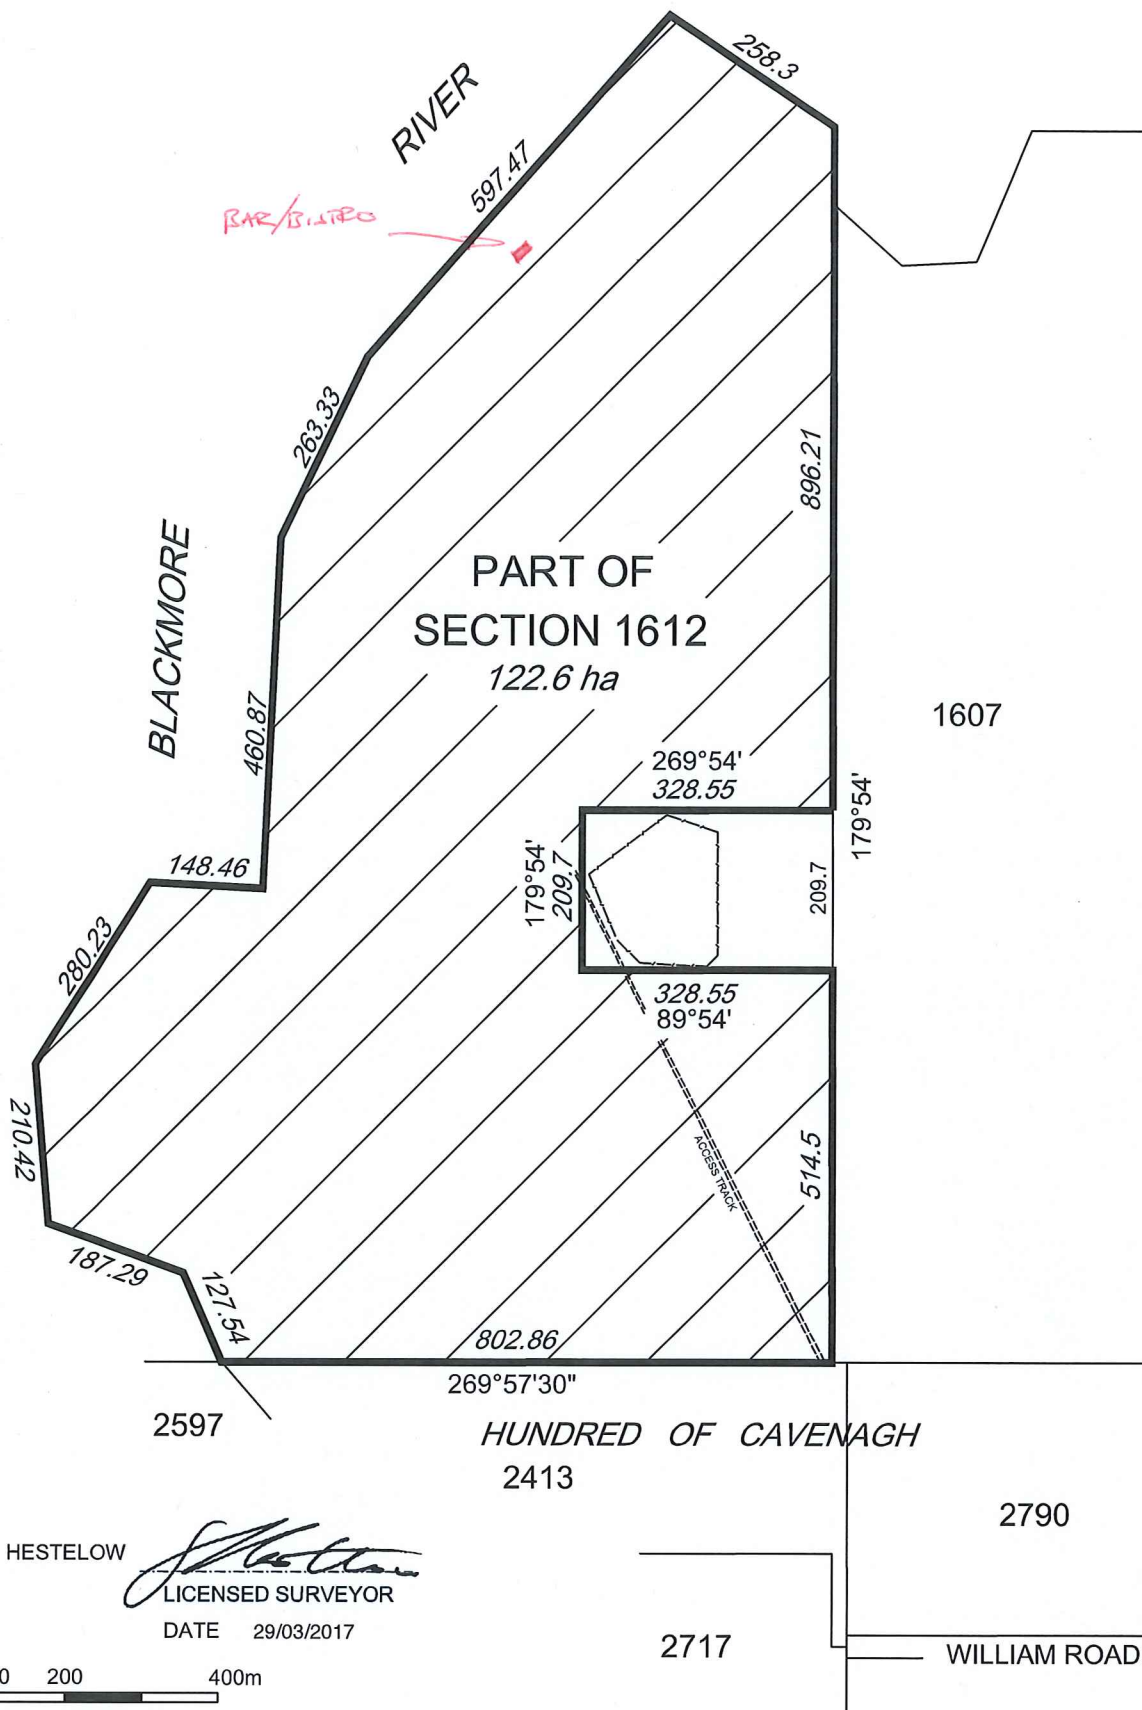 258.3
RIVER
597.47
BAR/BISTRO
263.33
896.21
BLACKMORE
PART OF
SECTION 1612
122.6 ha
460.87
1607
269°54'
328.55
179°54'
148.46
179°54'
209.7
209.7
280.23
328.55
89°54'
210.42
ACCESS TRACK
514.5
187.29
127.54
802.86
269°57'30"
2597
HUNDRED OF CAVENAGH
2413
2790
HESTELOW
LICENSED SURVEYOR
DATE 29/03/2017
2717
WILLIAM ROAD
0 200 400m